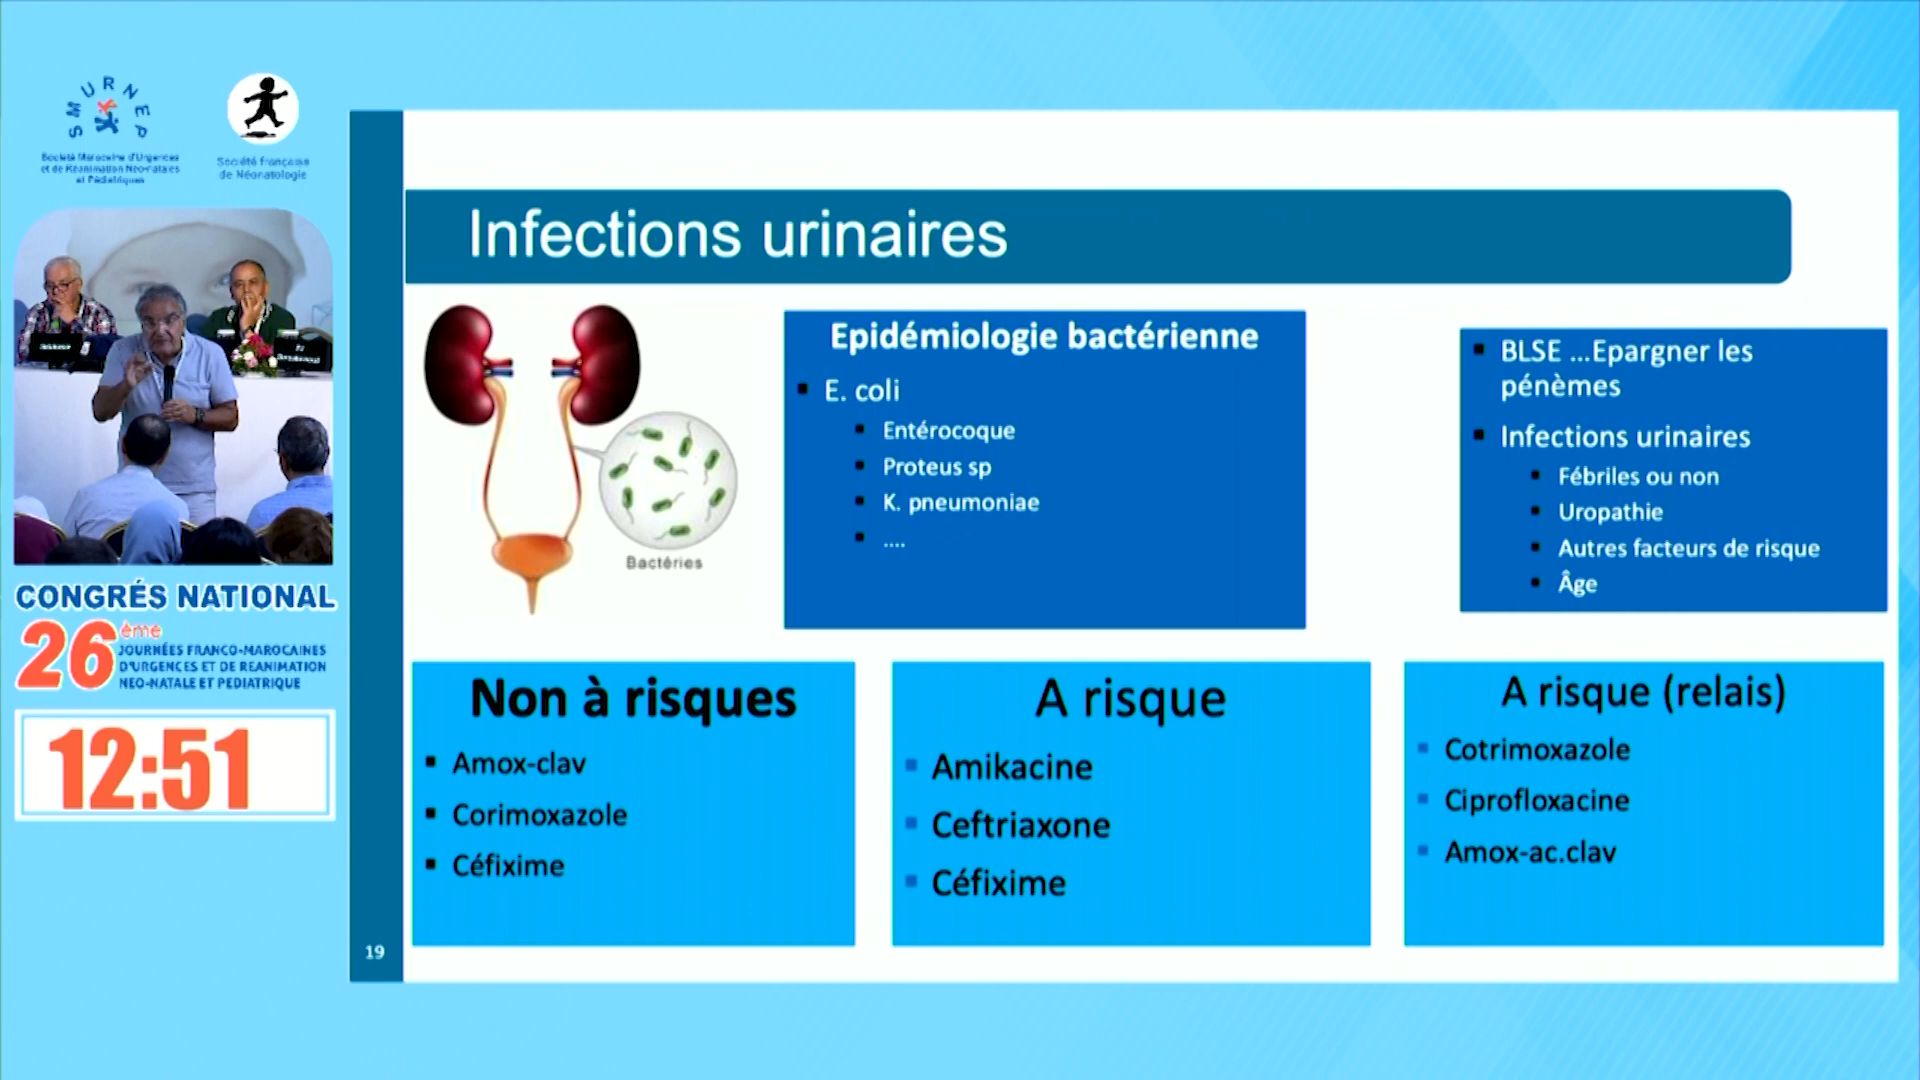 SMURNEP
Société Marocaine d'Urgences
et de Réanimation Néo-natales
et Pédiatriques
Société française
de Néonatologie
CONGRÉS NATIONAL
26ème
JOURNÉES FRANCO-MAROCAINES
D'URGENCES ET DE REANIMATION
NEO-NATALE ET PEDIATRIQUE
12:51
Infections urinaires
Bactéries
Epidémiologie bactérienne
E. coli
Entérocoque
Proteus sp
K. pneumoniae
....
BLSE ...Epargner les
pénèmes
Infections urinaires
Fébriles ou non
Uropathie
Autres facteurs de risque
Âge
Non à risques
Amox-clav
Corimoxazole
Céfixime
A risque
Amikacine
Ceftriaxone
Céfixime
A risque (relais)
Cotrimoxazole
Ciprofloxacine
Amox-ac.clav
19